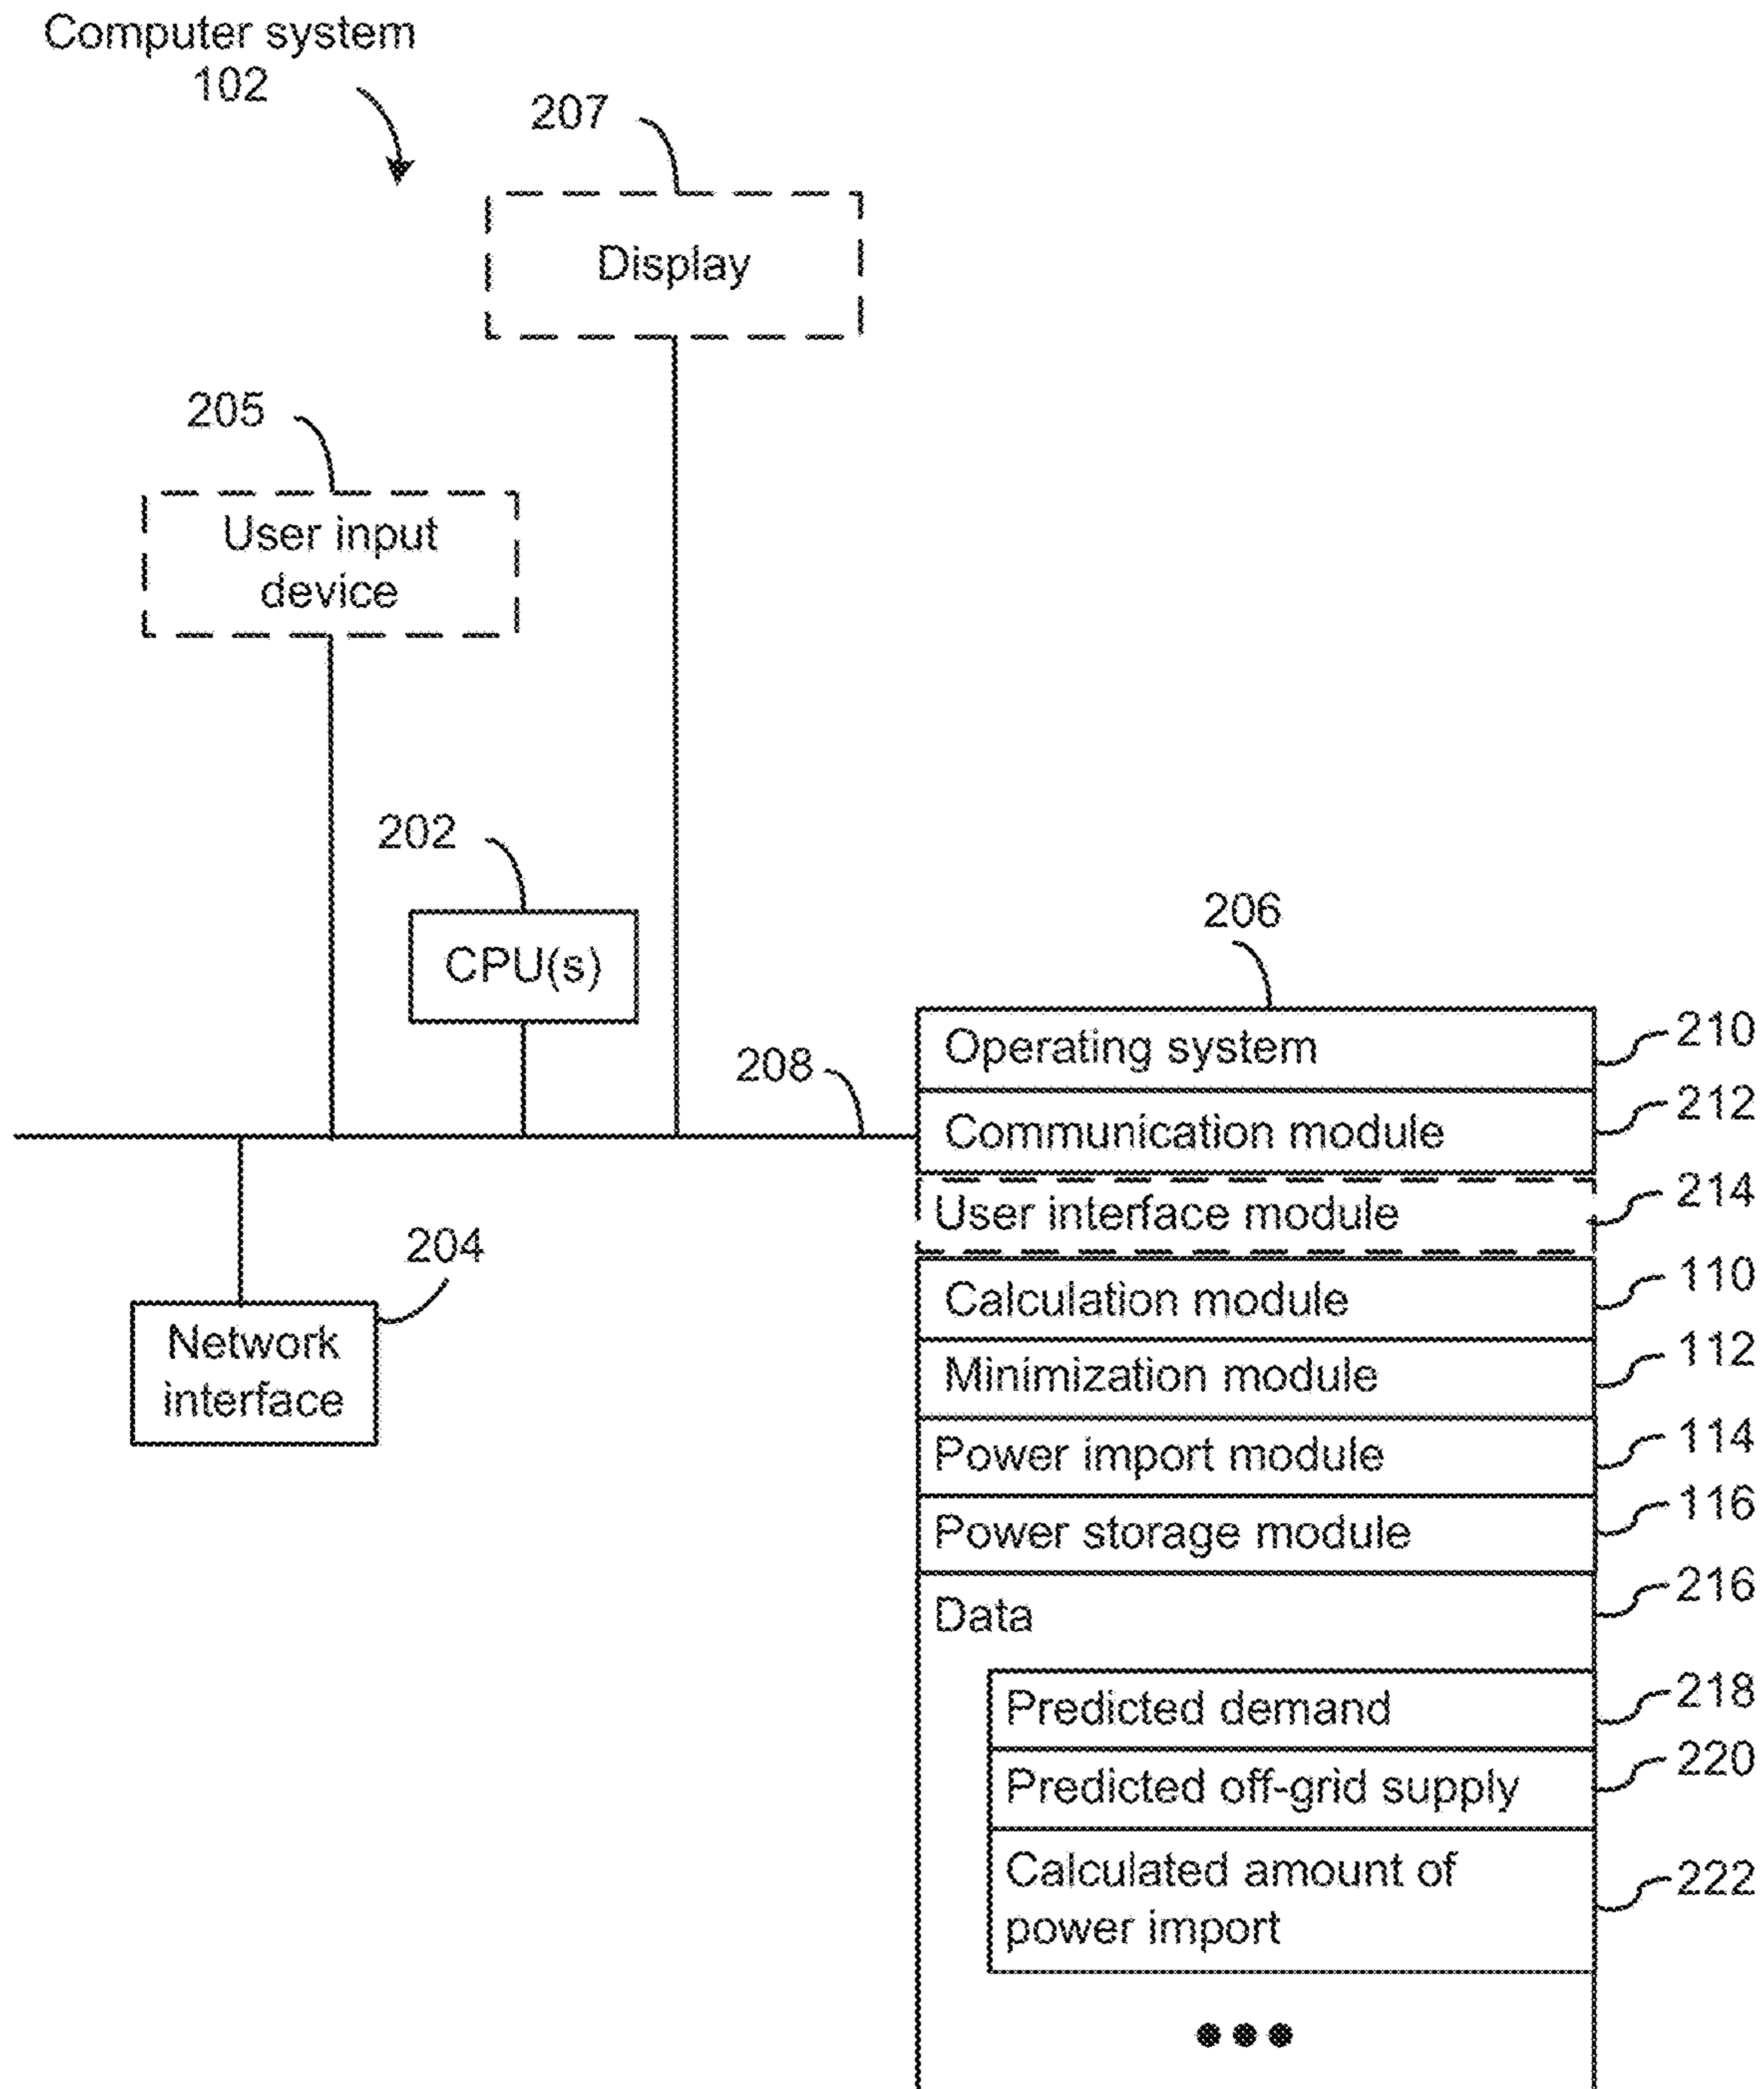 Computer system
102
207
Display
205
User input
device
202
CPU(s)
206
208
Operating system
210
Communication module
212
User interface module
214
204
Network
interface
Calculation module
110
Minimization module
112
Power import module
114
Power storage module
116
Data
216
Predicted demand
218
Predicted off-grid supply
220
Calculated amount of
power import
222